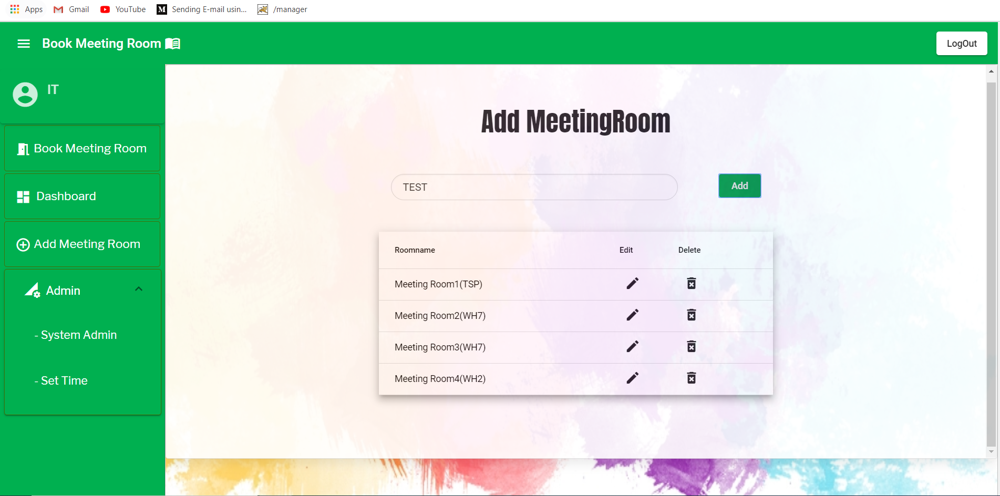 Apps Gmail YouTube M Sending E-mail usin... /manager
Book Meeting Room LogOut
IT
Book Meeting Room
Dashboard
Add Meeting Room
Admin
- System Admin
- Set Time
Add MeetingRoom
TEST Add
Roomname Edit Delete
Meeting Room1(TSP)
Meeting Room2(WH7)
Meeting Room3(WH7)
Meeting Room4(WH2)